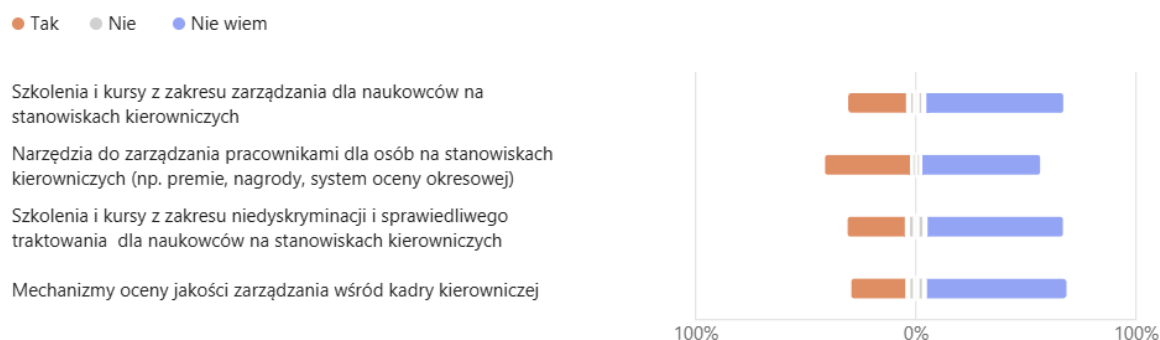 Tak Nie Nie wiem
Szkolenia i kursy z zakresu zarządzania dla naukowców na
stanowiskach kierowniczych
Narzędzia do zarządzania pracownikami dla osób na stanowiskach
kierowniczych (np. premie, nagrody, system oceny okresowej)
Szkolenia i kursy z zakresu niedyskryminacji i sprawiedliwego
traktowania dla naukowców na stanowiskach kierowniczych
Mechanizmy oceny jakości zarządzania wśród kadry kierowniczej
100% 0% 100%